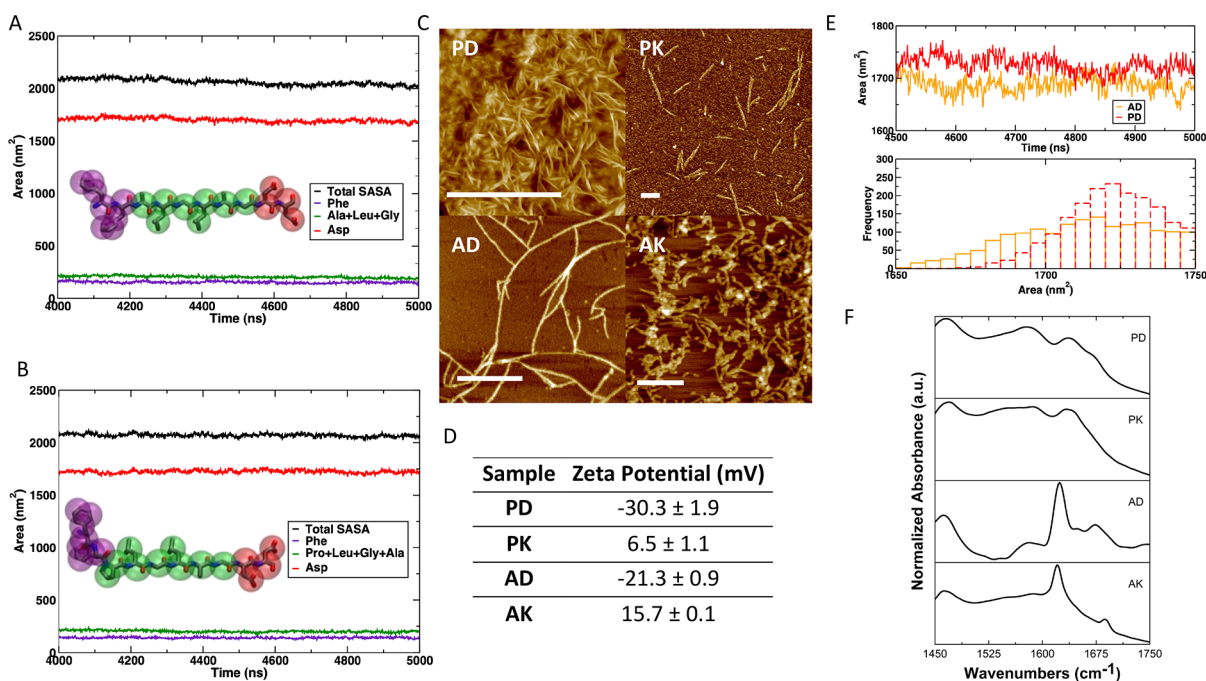 A
2500
2000
1500
1000
500
0
Area (nm²)
4000 4200 4400 4600 4800 5000
Time (ns)
Total SASA
Phe
Ala+Leu+Gly
Asp
B
2500
2000
1500
1000
500
0
Area (nm²)
4000 4200 4400 4600 4800 5000
Time (ns)
Total SASA
Phe
Pro+Leu+Gly+Ala
Asp
C
PD PK
AD AK
D
Sample Zeta Potential (mV)
PD -30.3 ± 1.9
PK 6.5 ± 1.1
AD -21.3 ± 0.9
AK 15.7 ± 0.1
E
1800
1700
1600
Area (nm²)
4500 4600 4700 4800 4900 5000
Time (ns)
AD
PD
300
250
200
150
100
50
0
Frequency
1650 1700 1750
Area (nm²)
F
PD
PK
AD
AK
Normalized Absorbance (a.u.)
1450 1525 1600 1675 1750
Wavenumbers (cm⁻¹)